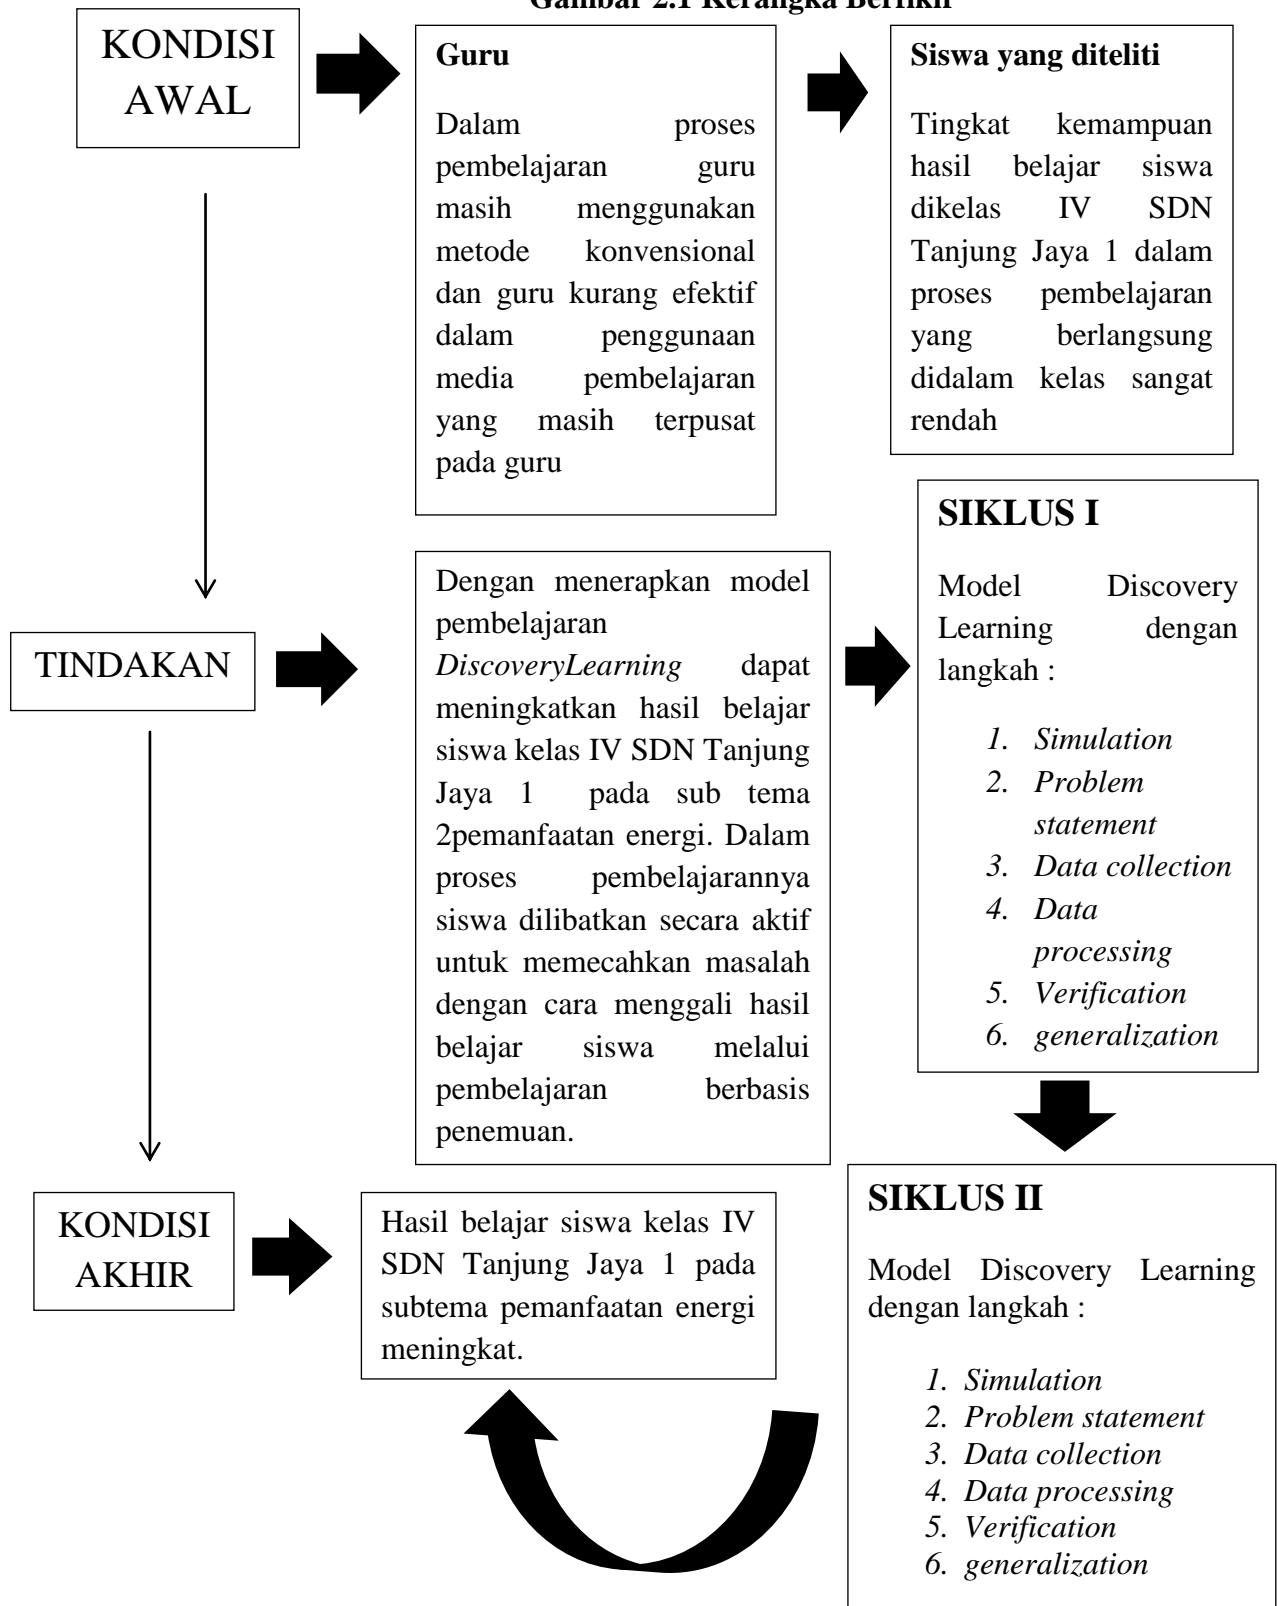 Gambar 2.1 Kerangka Berfikir
KONDISI
AWAL
Guru
Dalam proses
pembelajaran guru
masih menggunakan
metode konvensional
dan guru kurang efektif
dalam penggunaan
media pembelajaran
yang masih terpusat
pada guru
Siswa yang diteliti
Tingkat kemampuan
hasil belajar siswa
dikelas IV SDN
Tanjung Jaya 1 dalam
proses pembelajaran
yang berlangsung
didalam kelas sangat
rendah
TINDAKAN
Dengan menerapkan model
pembelajaran
DiscoveryLearning dapat
meningkatkan hasil belajar
siswa kelas IV SDN Tanjung
Jaya 1 pada sub tema
2pemanfaatan energi. Dalam
proses pembelajarannya
siswa dilibatkan secara aktif
untuk memecahkan masalah
dengan cara menggali hasil
belajar siswa melalui
pembelajaran berbasis
penemuan.
SIKLUS I
Model Discovery
Learning dengan
langkah :
1. Simulation
2. Problem
statement
3. Data collection
4. Data
processing
5. Verification
6. generalization
KONDISI
AKHIR
Hasil belajar siswa kelas IV
SDN Tanjung Jaya 1 pada
subtema pemanfaatan energi
meningkat.
SIKLUS II
Model Discovery Learning
dengan langkah :
1. Simulation
2. Problem statement
3. Data collection
4. Data processing
5. Verification
6. generalization